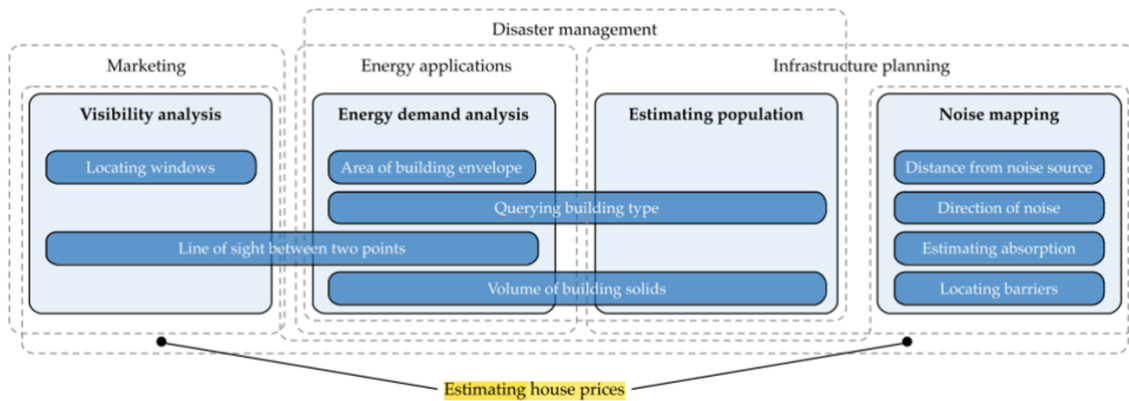 Disaster management
Marketing
Energy applications
Infrastructure planning
Visibility analysis
Energy demand analysis
Estimating population
Noise mapping
Locating windows
Area of building envelope
Distance from noise source
Querying building type
Direction of noise
Line of sight between two points
Estimating absorption
Volume of building solids
Locating barriers
Estimating house prices